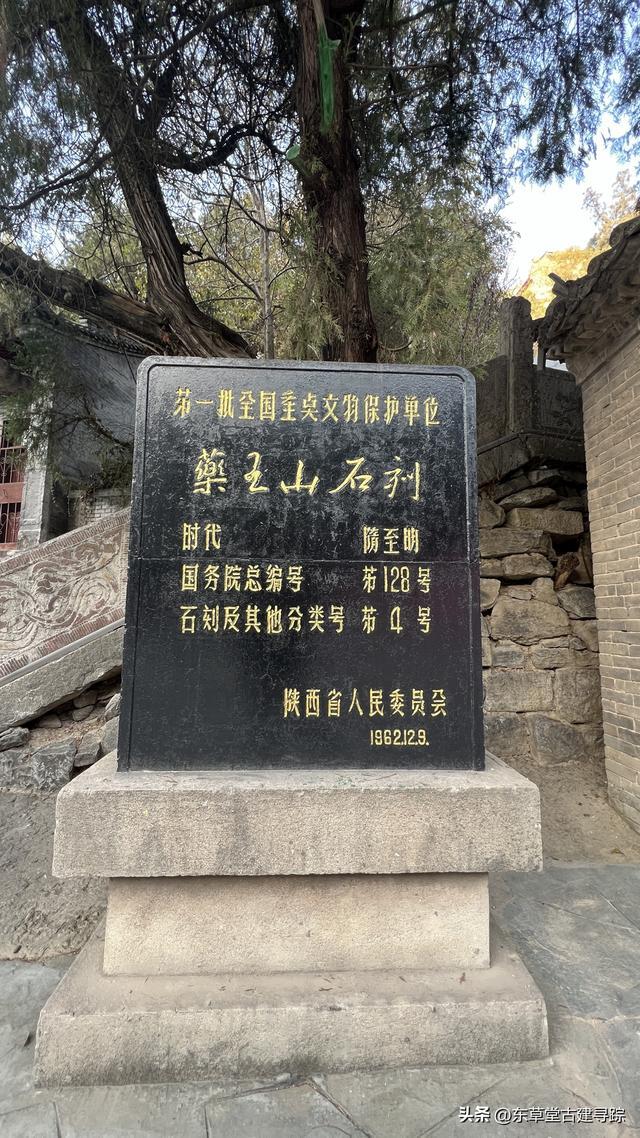 第一批全国重点文物保护单位
藥王山石刻
时代 隋至明
国务院总编号 第128号
石刻及其他分类号 第4号
陕西省人民委员会
1962.12.9.
头条 @东草堂古建寻踪